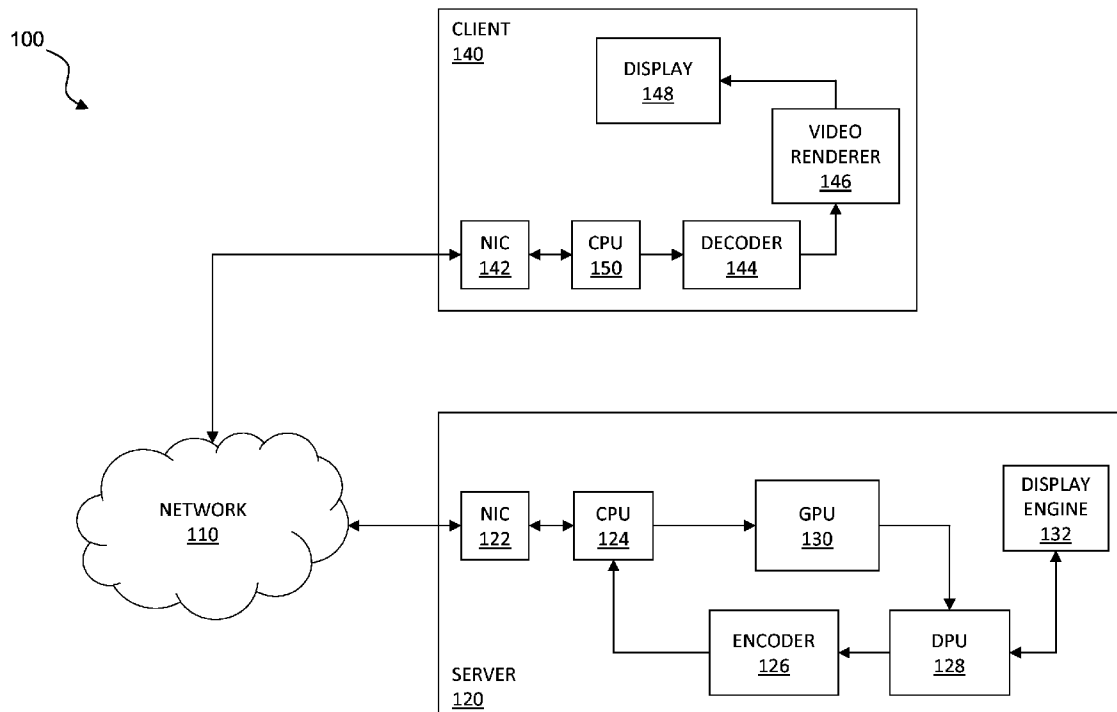 100
CLIENT
140
DISPLAY
148
VIDEO
RENDERER
146
NIC
142
CPU
150
DECODER
144
NETWORK
110
NIC
122
CPU
124
GPU
130
DISPLAY
ENGINE
132
ENCODER
126
DPU
128
SERVER
120